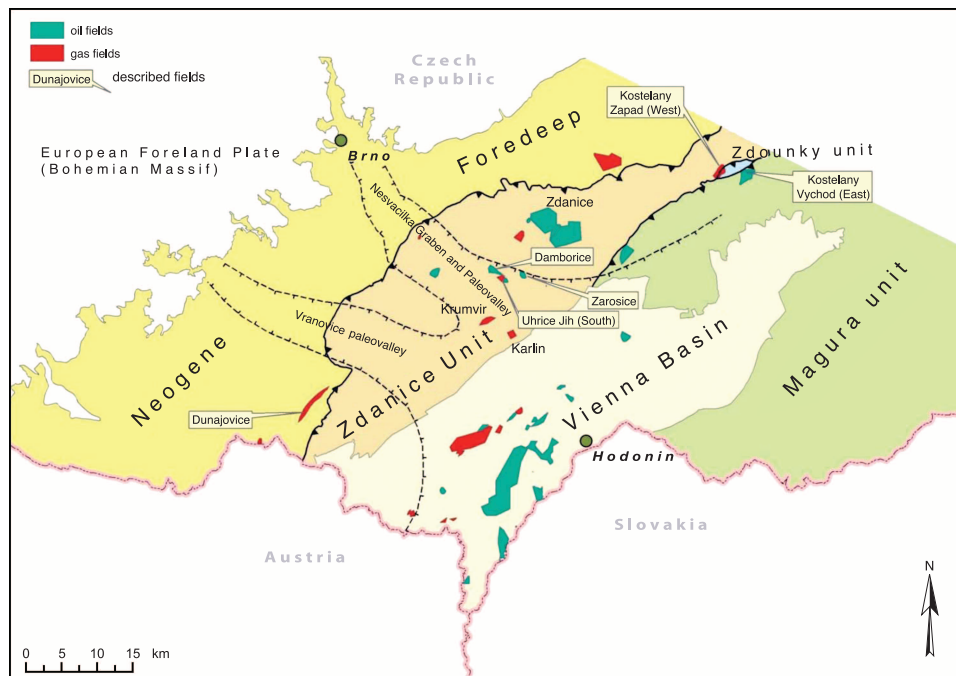 oil fields
gas fields
Dunajovice
described fields
Czech
Republic
Kostelany
Zapad (West)
Foredeep
Zdounky unit
European Foreland Plate
(Bohemian Massif)
Brno
Kostelany
Vychod (East)
Nesvacilka Graben and Paleovalley
Zdanice
Damborice
Zarosice
Uhrice Jih (South)
Krumvir
Vranovice paleovalley
Karlin
Neogene
Zdanice Unit
Vienna Basin
Magura unit
Dunajovice
Hodonin
Slovakia
Austria
N
0 5 10 15 km